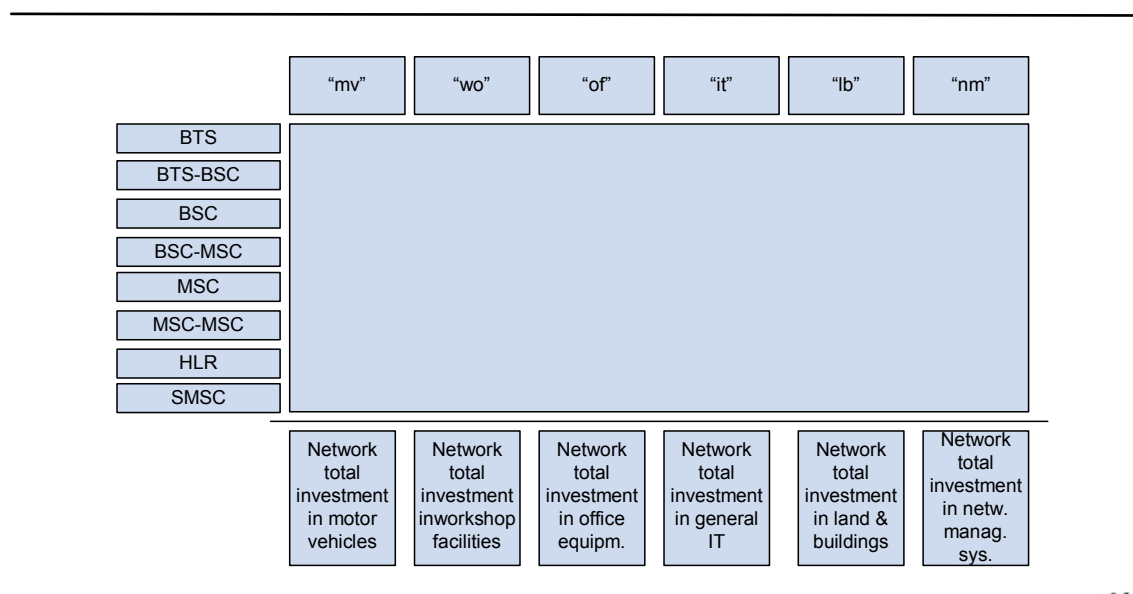 “mv” “wo” “of” “it” “lb” “nm”
BTS
BTS-BSC
BSC
BSC-MSC
MSC
MSC-MSC
HLR
SMSC
Network
total
investment
in motor
vehicles
Network
total
investment
inworkshop
facilities
Network
total
investment
in office
equipm.
Network
total
investment
in general
IT
Network
total
investment
in land &
buildings
Network
total
investment
in netw.
manag.
sys.